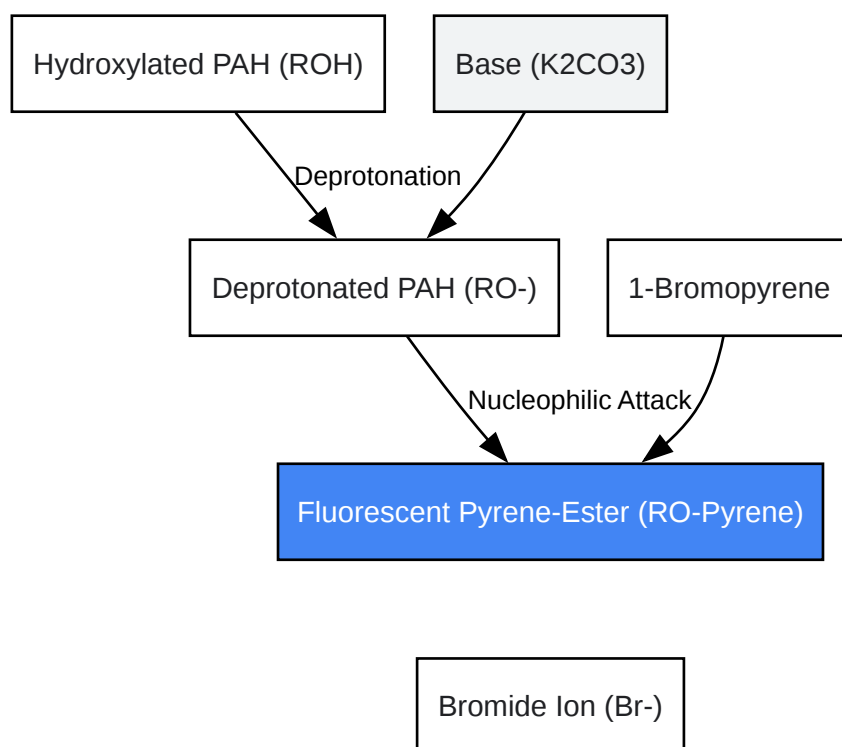 Hydroxylated PAH (ROH)
Base (K2CO3)
Deprotonation
Deprotonated PAH (RO-)
1-Bromopyrene
Nucleophilic Attack
Fluorescent Pyrene-Ester (RO-Pyrene)
Bromide Ion (Br-)